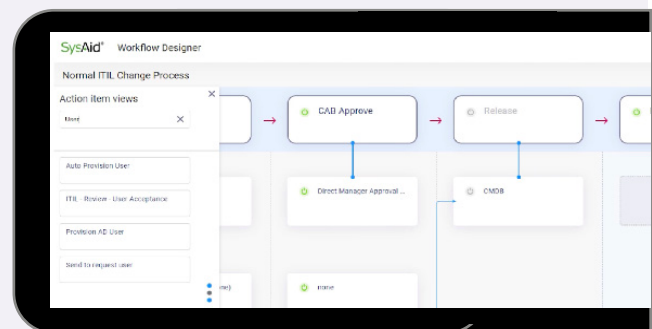 SysAid® Workflow Designer
Normal ITIL Change Process
Action item views
User
Auto Provision User
ITIL - Review - User Acceptance
Provision AD User
Send to request user
CAB Approve
Release
Direct Manager Approval ...
CMDB
none